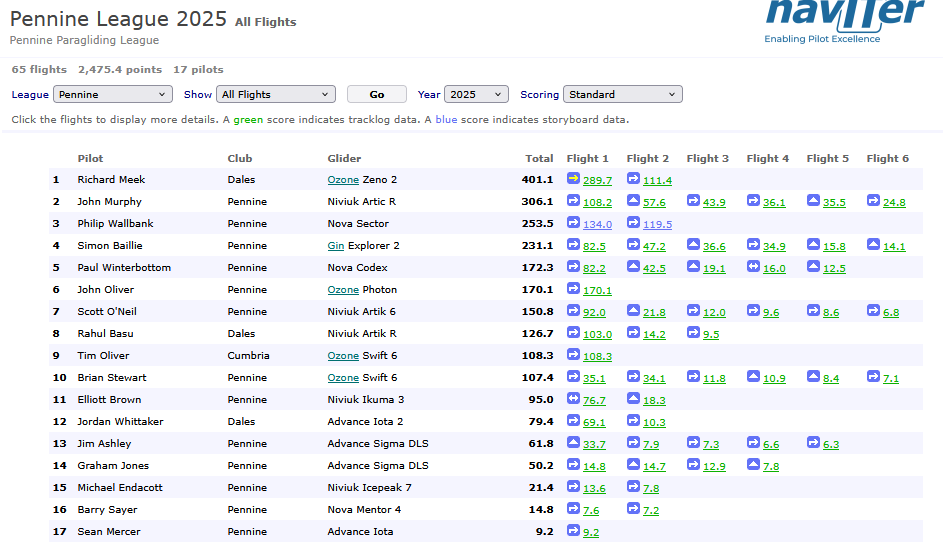 Pennine League 2025 All Flights
naviter
Pennine Paragliding League
Enabling Pilot Excellence
65 flights 2,475.4 points 17 pilots
League Pennine Show All Flights Go Year 2025 Scoring Standard
Click the flights to display more details. A green score indicates tracklog data. A blue score indicates storyboard data.
Pilot Club Glider Total Flight 1 Flight 2 Flight 3 Flight 4 Flight 5 Flight 6
1 Richard Meek Dales Ozone Zeno 2 401.1 289.7 111.4
2 John Murphy Pennine Niviuk Artic R 306.1 108.2 57.6 43.9 36.1 35.5 24.8
3 Philip Wallbank Pennine Nova Sector 253.5 134.0 119.5
4 Simon Baillie Pennine Gin Explorer 2 231.1 82.5 47.2 36.6 34.9 15.8 14.1
5 Paul Winterbottom Pennine Nova Codex 172.3 82.2 42.5 19.1 16.0 12.5
6 John Oliver Pennine Ozone Photon 170.1 170.1
7 Scott O'Neil Pennine Niviuk Artik 6 150.8 92.0 21.8 12.0 9.6 8.6 6.8
8 Rahul Basu Dales Niviuk Artik R 126.7 103.0 14.2 9.5
9 Tim Oliver Cumbria Ozone Swift 6 108.3 108.3
10 Brian Stewart Pennine Ozone Swift 6 107.4 35.1 34.1 11.8 10.9 8.4 7.1
11 Elliott Brown Pennine Niviuk Ikuma 3 95.0 76.7 18.3
12 Jordan Whittaker Dales Advance Iota 2 79.4 69.1 10.3
13 Jim Ashley Pennine Advance Sigma DLS 61.8 33.7 7.9 7.3 6.6 6.3
14 Graham Jones Pennine Advance Sigma DLS 50.2 14.8 14.7 12.9 7.8
15 Michael Endacott Pennine Niviuk Icepeak 7 21.4 13.6 7.8
16 Barry Sayer Pennine Nova Mentor 4 14.8 7.6 7.2
17 Sean Mercer Pennine Advance Iota 9.2 9.2